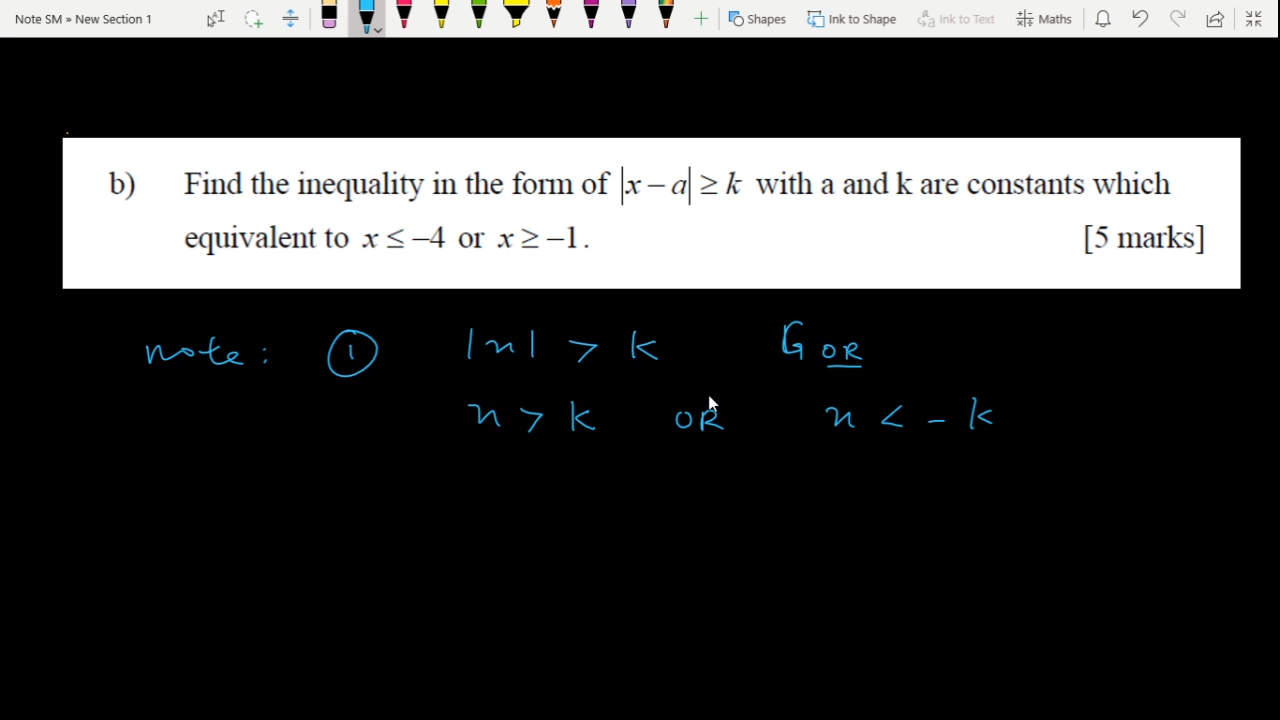 Note SM » New Section 1 Shapes Ink to Shape Ink to Text Maths
b) Find the inequality in the form of |x − a| ≥ k with a and k are constants which
equivalent to x ≤ −4 or x ≥ −1. [5 marks]
note: ① |x| > k GOR
x > k OR x < - k